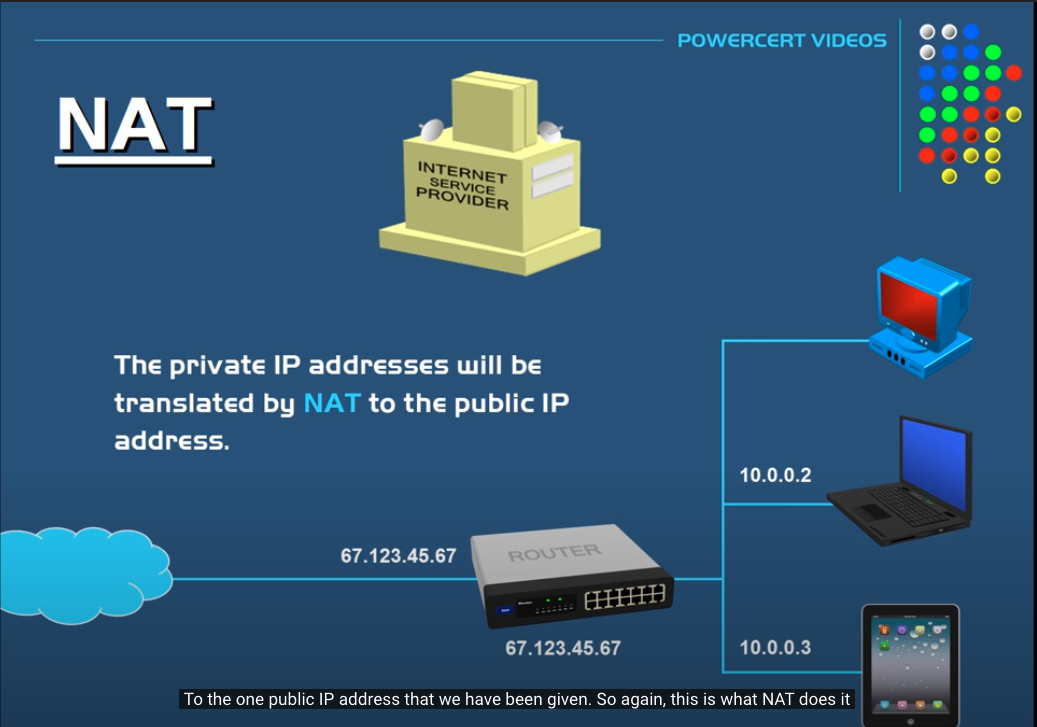 POWERCERT VIDEOS
NAT
INTERNET
SERVICE
PROVIDER
The private IP addresses will be
translated by NAT to the public IP
address.
10.0.0.2
67.123.45.67
ROUTER
67.123.45.67
10.0.0.3
To the one public IP address that we have been given. So again, this is what NAT does it